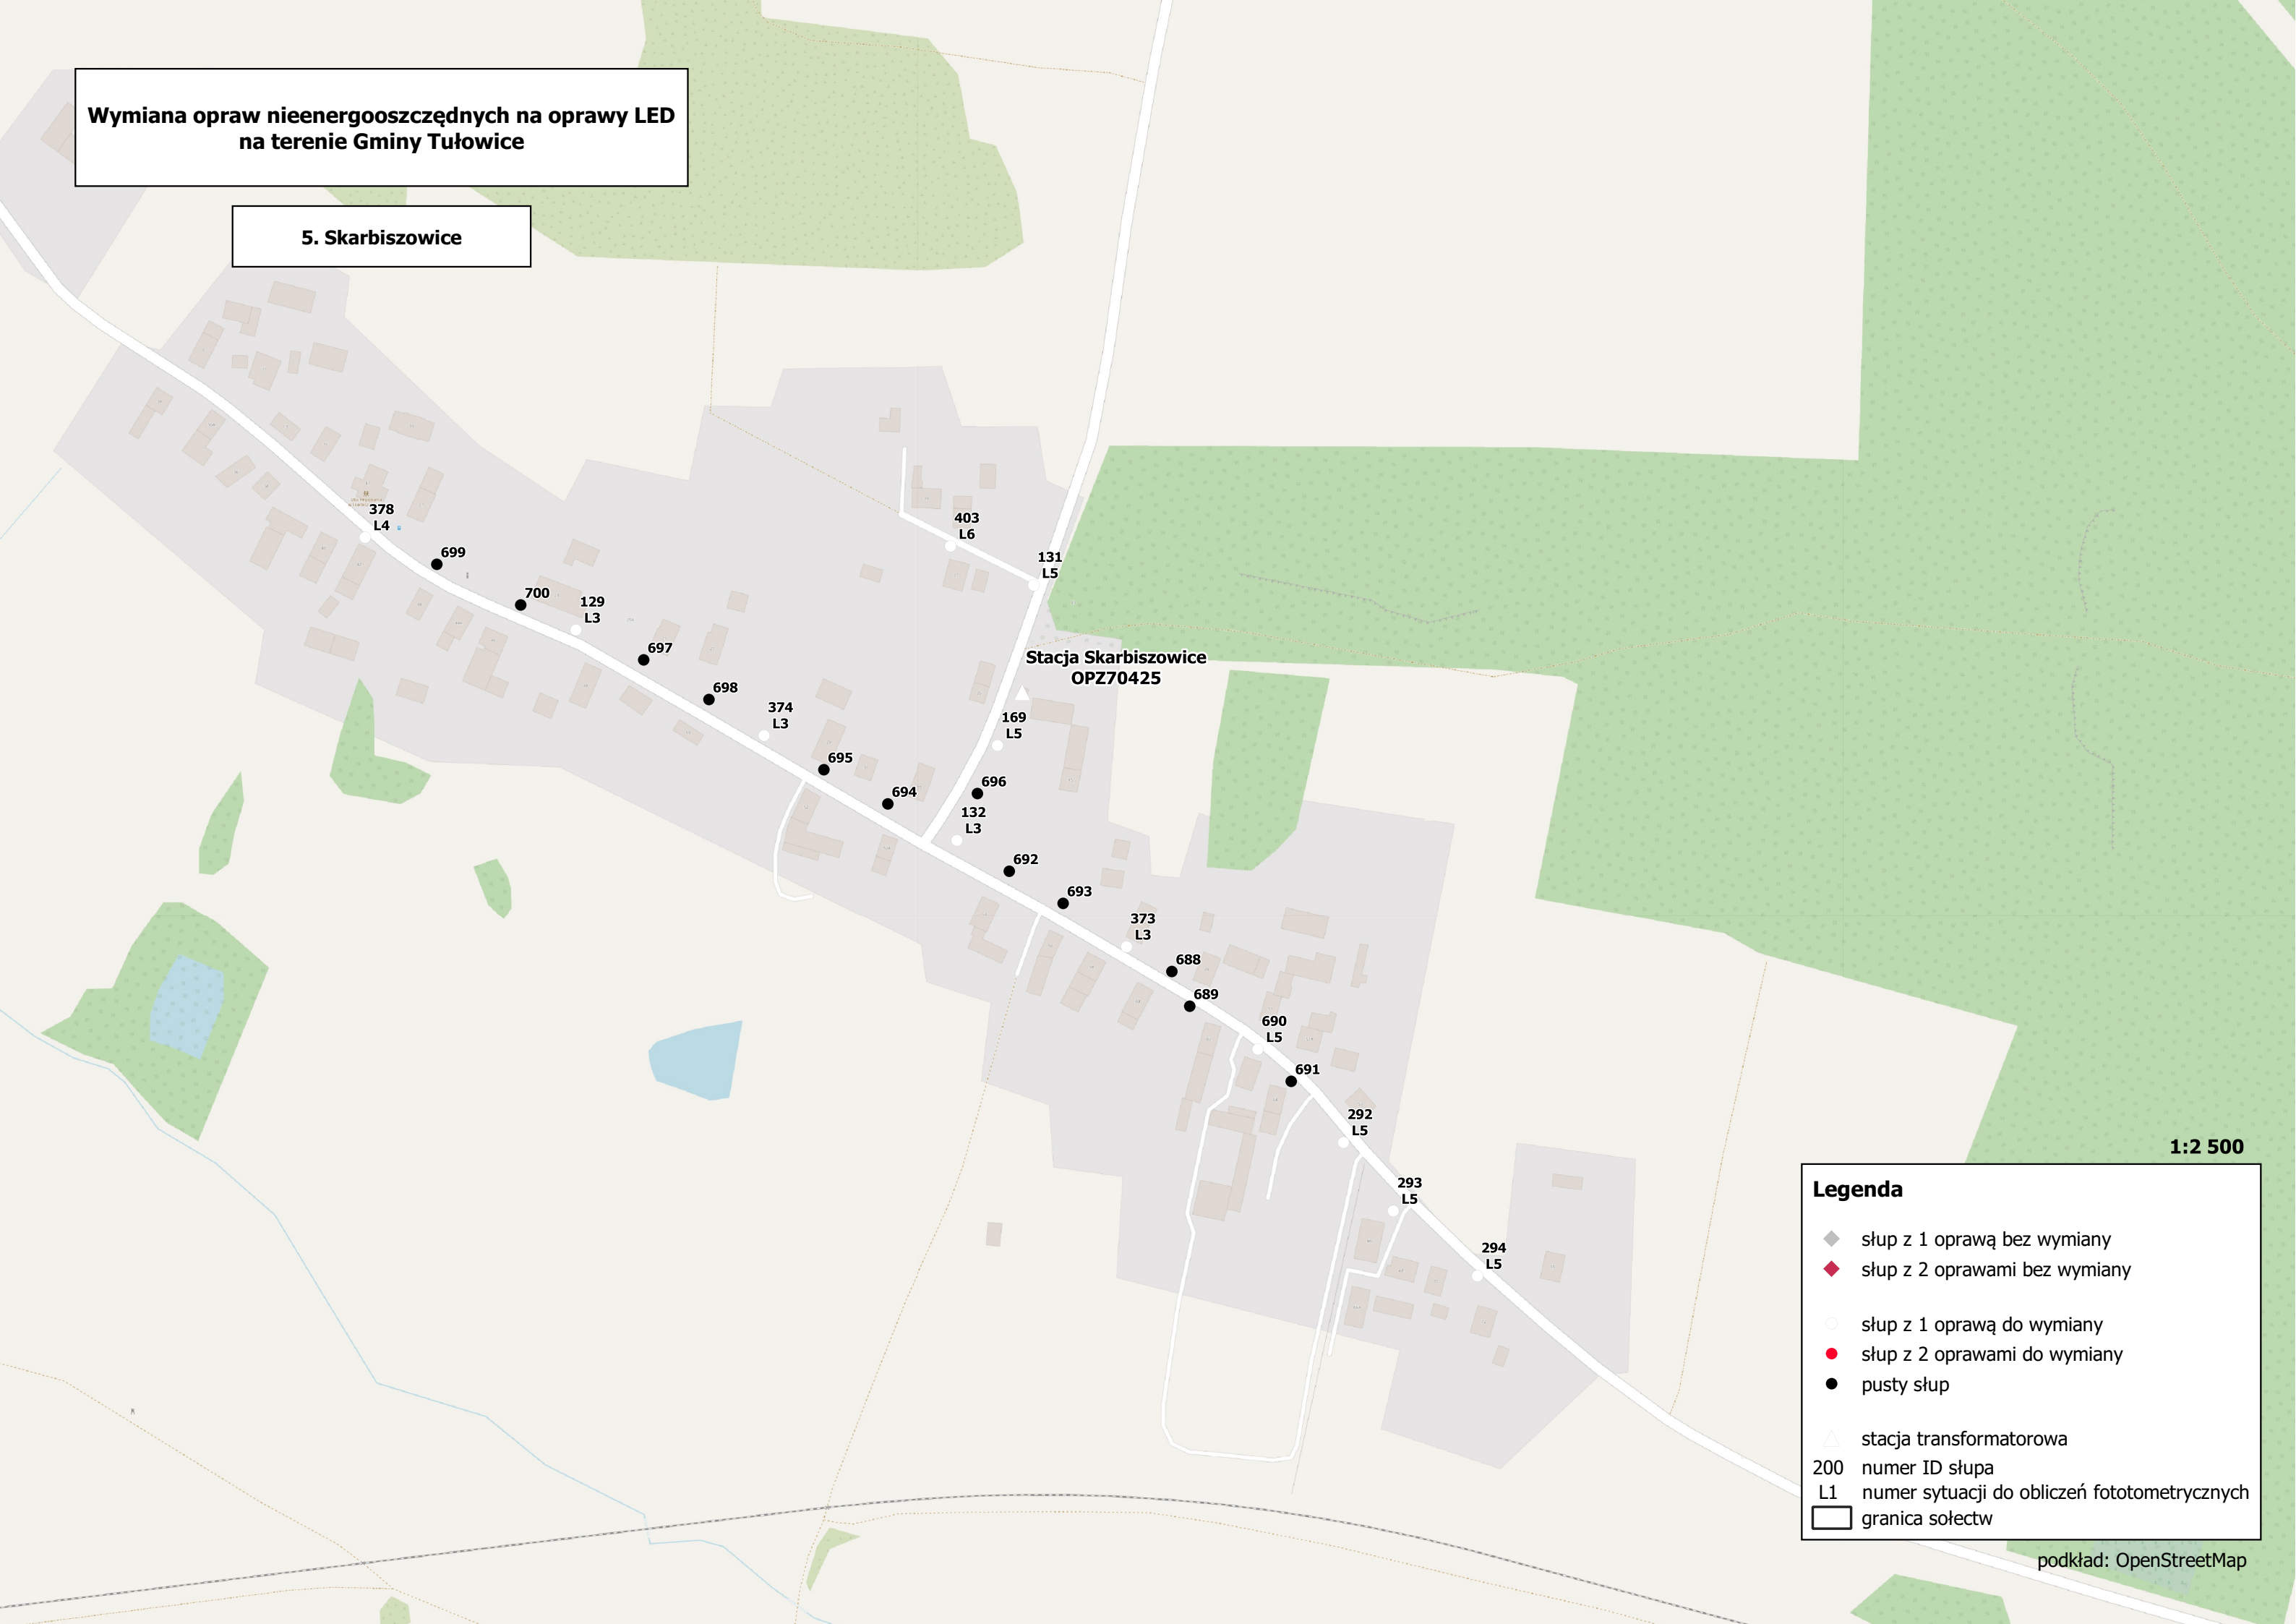 Wymiana opraw nieenergooszczędnych na oprawy LED
na terenie Gminy Tułowice
5. Skarbiszowice
378
L4
699
700
129
L3
697
698
374
L3
695
694
403
L6
131
L5
Stacja Skarbiszowice
OPZ70425
169
L5
696
132
L3
692
693
373
L3
688
689
690
L5
691
292
L5
293
L5
294
L5
1:2 500
Legenda
słup z 1 oprawą bez wymiany
słup z 2 oprawami bez wymiany
słup z 1 oprawą do wymiany
słup z 2 oprawami do wymiany
pusty słup
stacja transformatorowa
200 numer ID słupa
L1 numer sytuacji do obliczeń fototometrycznych
granica sołectw
podkład: OpenStreetMap